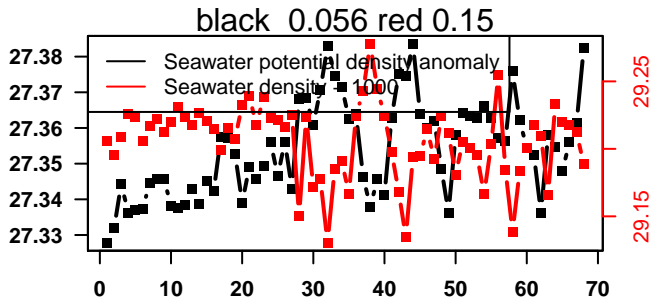 black 0.056 red 0.15
Seawater potential density anomaly
Seawater density - 1000
27.38
27.37
27.36
27.35
27.34
27.33
29.25
29.15
0 10 20 30 40 50 60 70